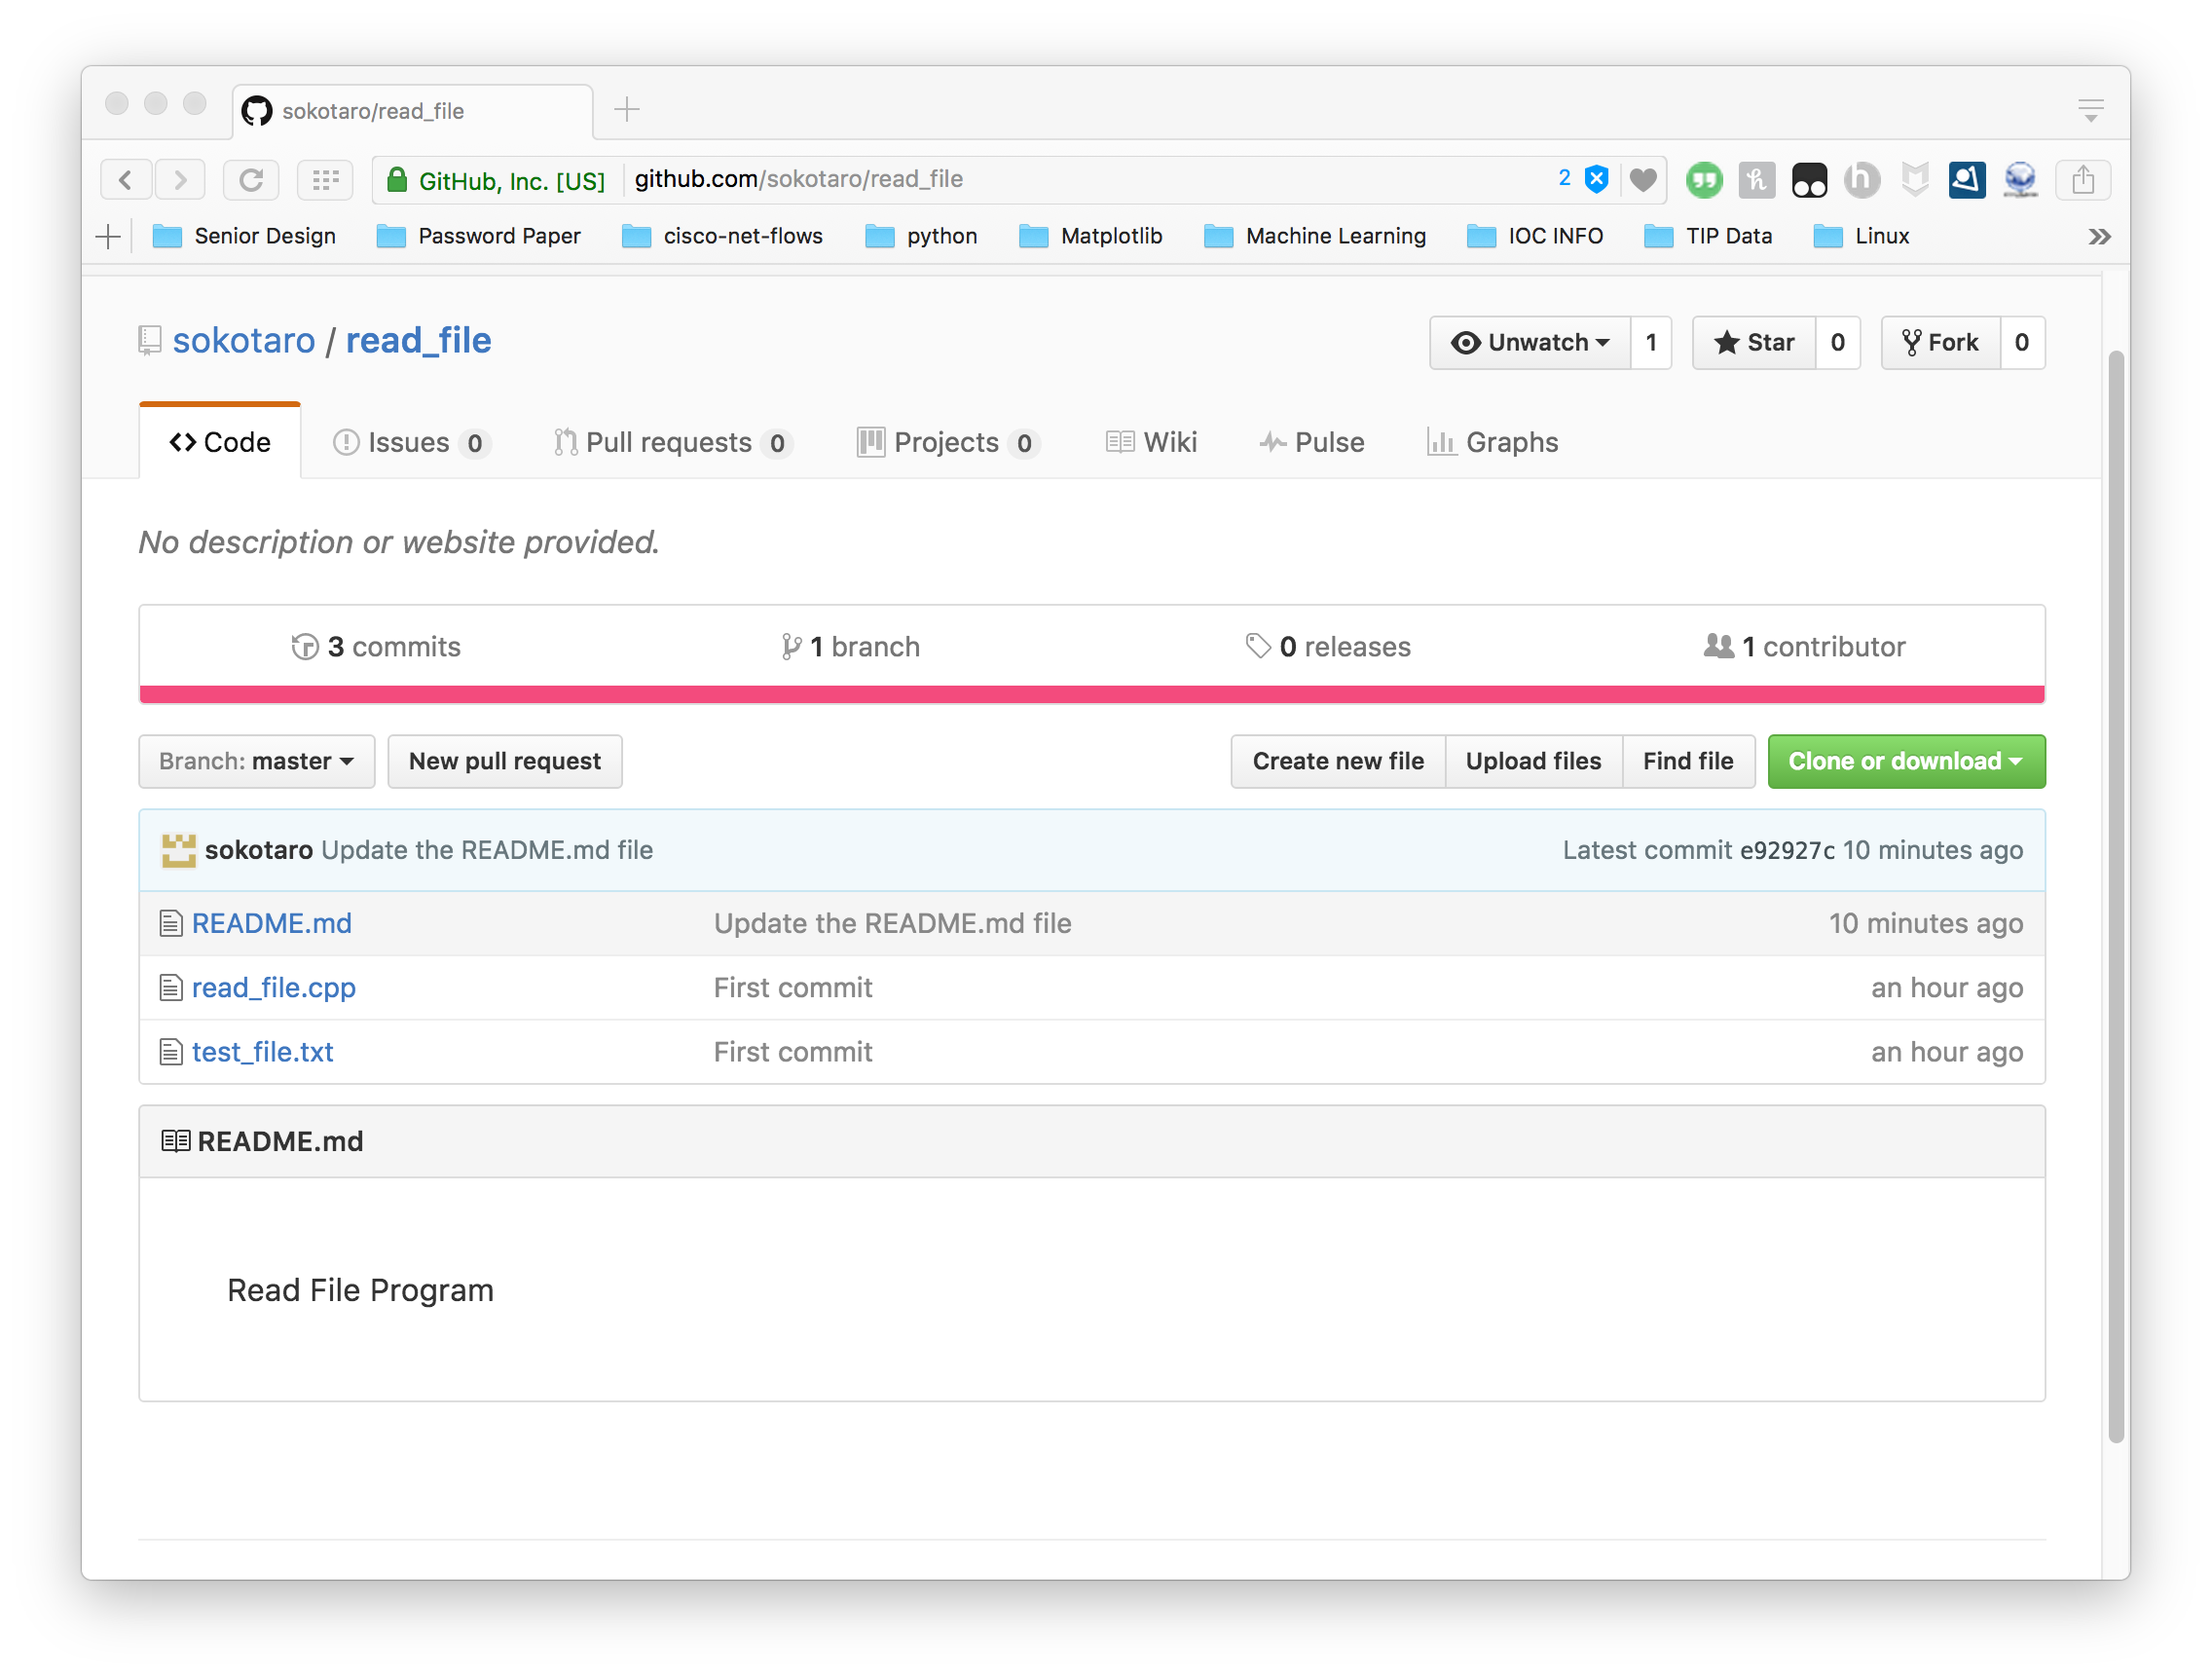 sokotaro/read_file
GitHub, Inc. [US] github.com/sokotaro/read_file 2
Senior Design Password Paper cisco-net-flows python Matplotlib Machine Learning IOC INFO TIP Data Linux
sokotaro / read_file Unwatch 1 Star 0 Fork 0
Code Issues 0 Pull requests 0 Projects 0 Wiki Pulse Graphs
No description or website provided.
3 commits 1 branch 0 releases 1 contributor
Branch: master New pull request Create new file Upload files Find file Clone or download
sokotaro Update the README.md file Latest commit e92927c 10 minutes ago
README.md Update the README.md file 10 minutes ago
read_file.cpp First commit an hour ago
test_file.txt First commit an hour ago
README.md
Read File Program